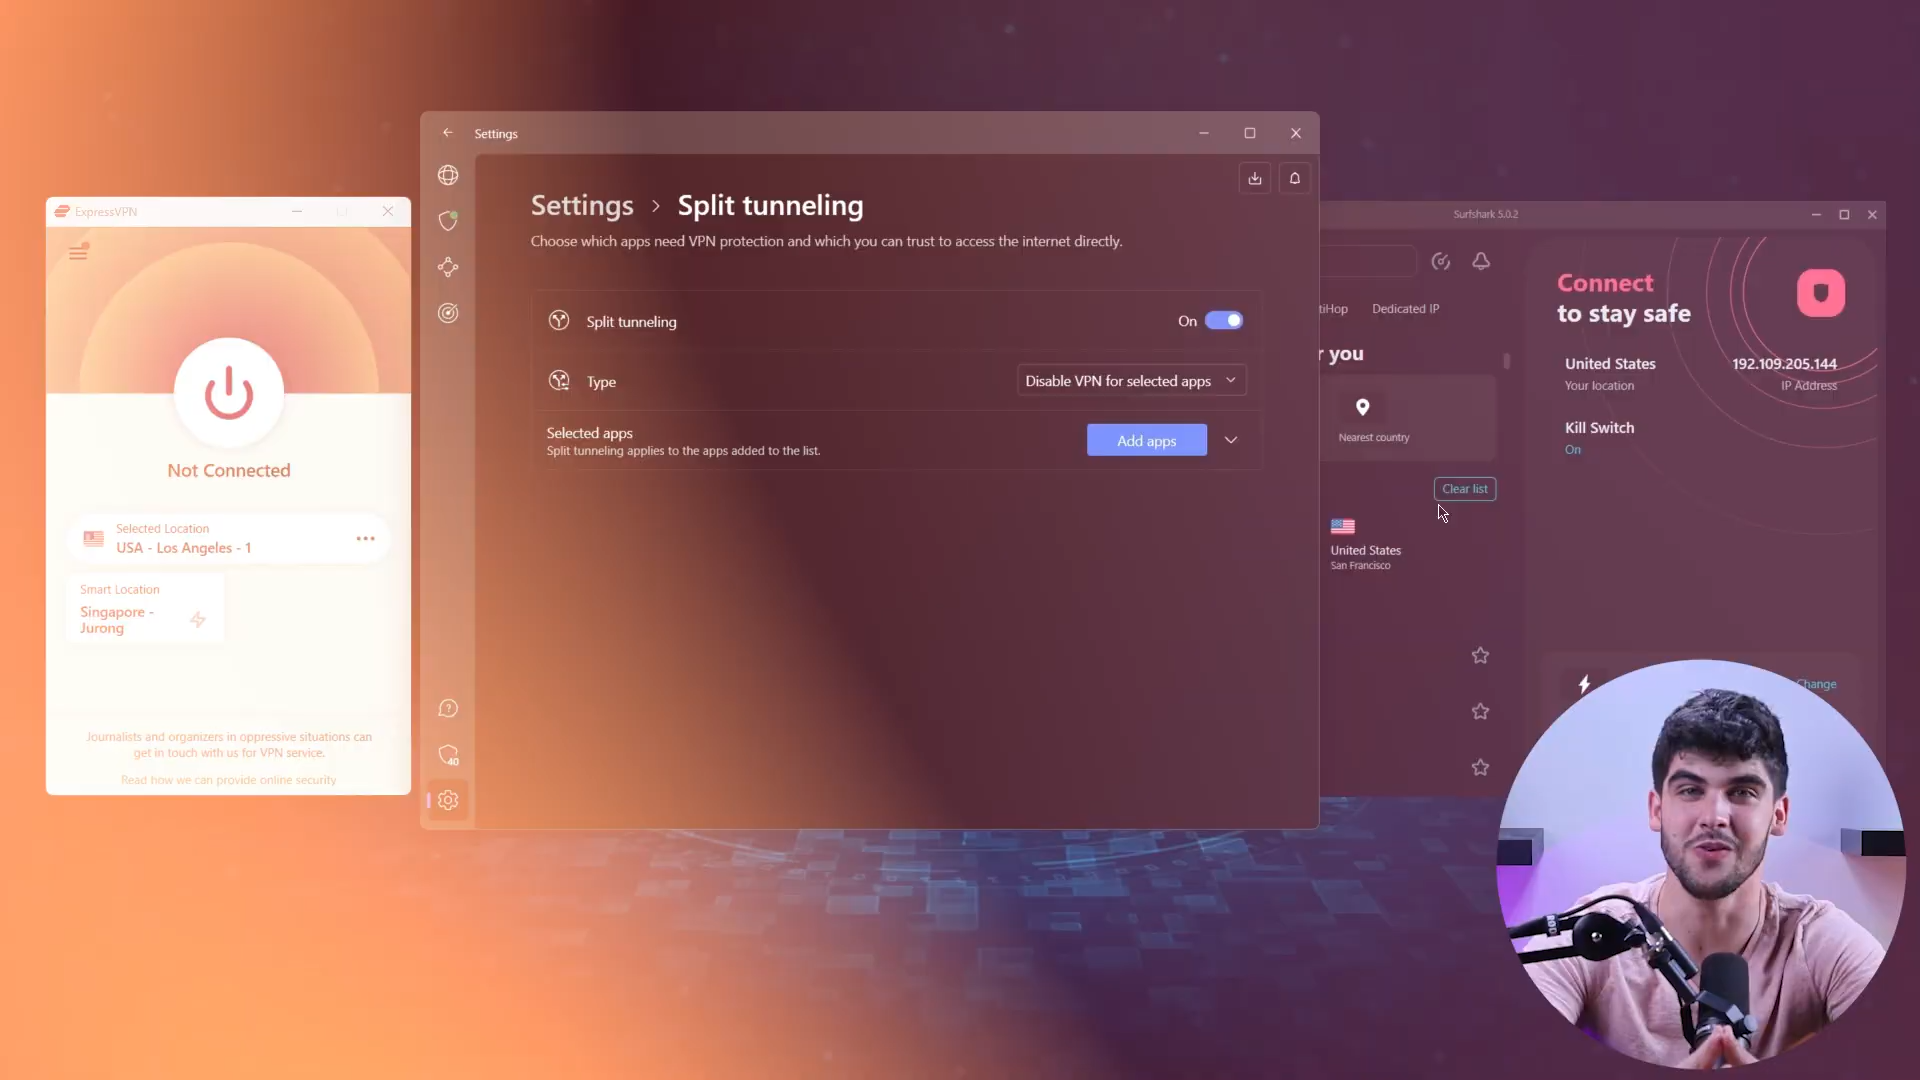 ExpressVPN
Not Connected
Selected Location
USA - Los Angeles - 1
Smart Location
Singapore -
Jurong
Journalists and organizers in oppressive situations can
get in touch with us for VPN service.
Read how we can provide online security
Settings
Settings > Split tunneling
Choose which apps need VPN protection and which you can trust to access the internet directly.
Split tunneling
On
Type
Disable VPN for selected apps
Selected apps
Split tunneling applies to the apps added to the list.
Add apps
40
Surfshark 5.0.2
tiHop
Dedicated IP
r you
Nearest country
Clear list
United States
San Francisco
Connect
to stay safe
United States
192.109.205.144
Your location
IP Address
Kill Switch
On
Change